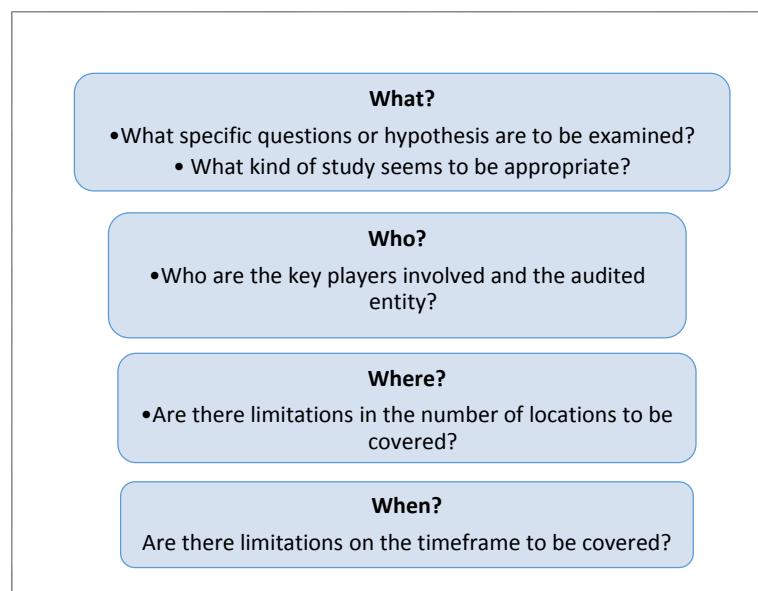 What?
•What specific questions or hypothesis are to be examined?
• What kind of study seems to be appropriate?
Who?
•Who are the key players involved and the audited
entity?
Where?
•Are there limitations in the number of locations to be
covered?
When?
Are there limitations on the timeframe to be covered?